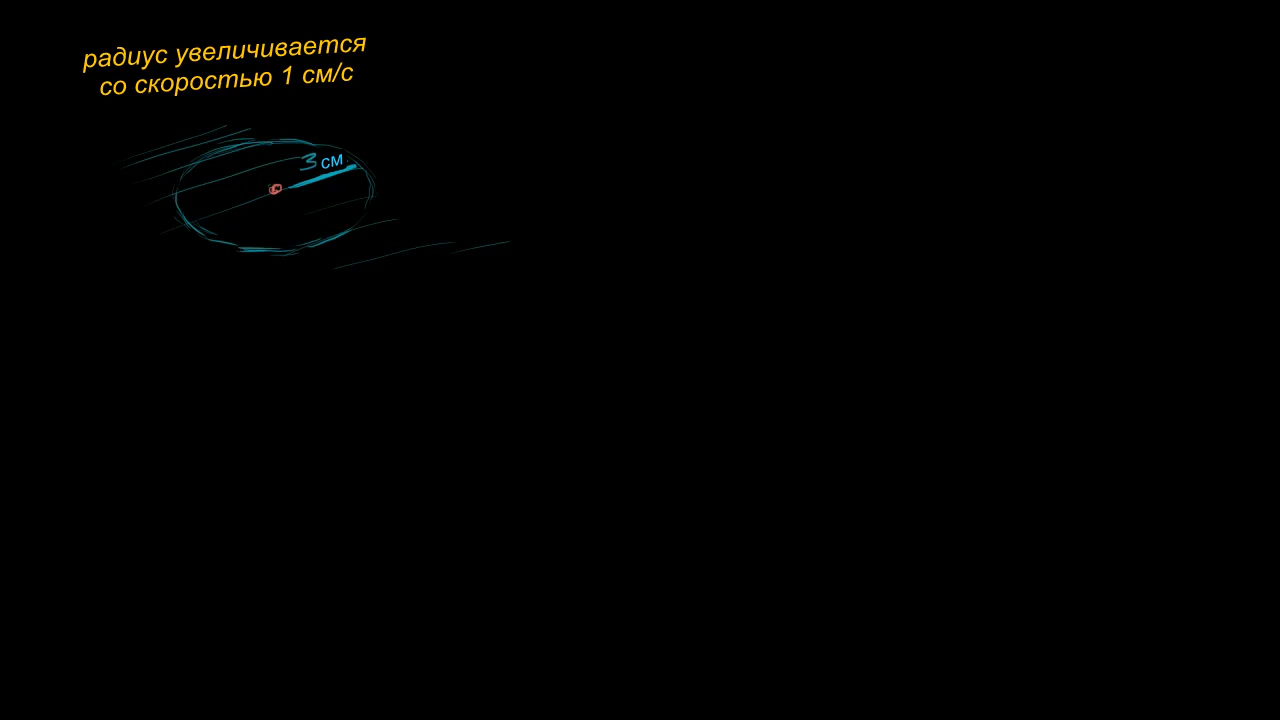 радиус увеличивается
со скоростью 1 см/с
3 см